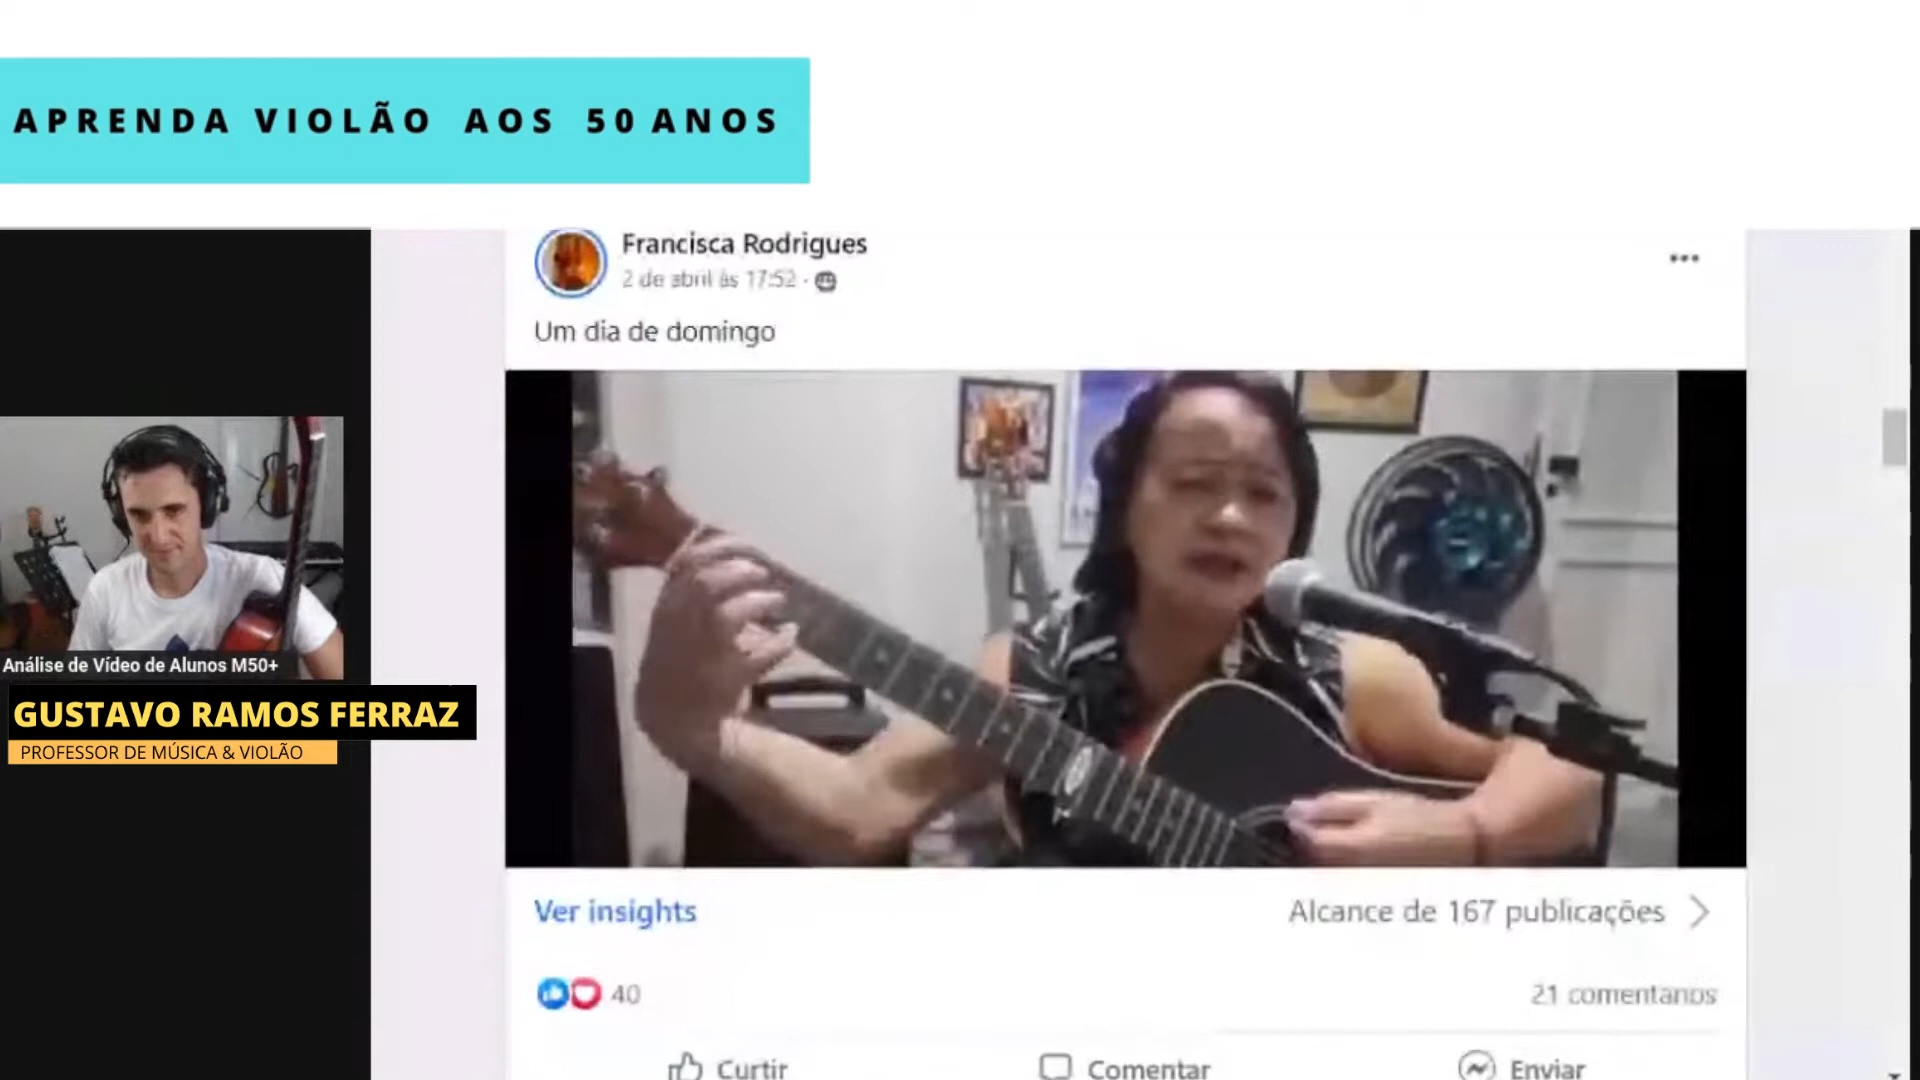 APRENDA VIOLÃO AOS 50 ANOS
Francisca Rodrigues
2 de abril às 17:52 ·
Um dia de domingo
Análise de Vídeo de Alunos M50+
GUSTAVO RAMOS FERRAZ
PROFESSOR DE MÚSICA & VIOLÃO
Ver insights
Alcance de 167 publicações
40
21 comentários
Curtir
Comentar
Enviar